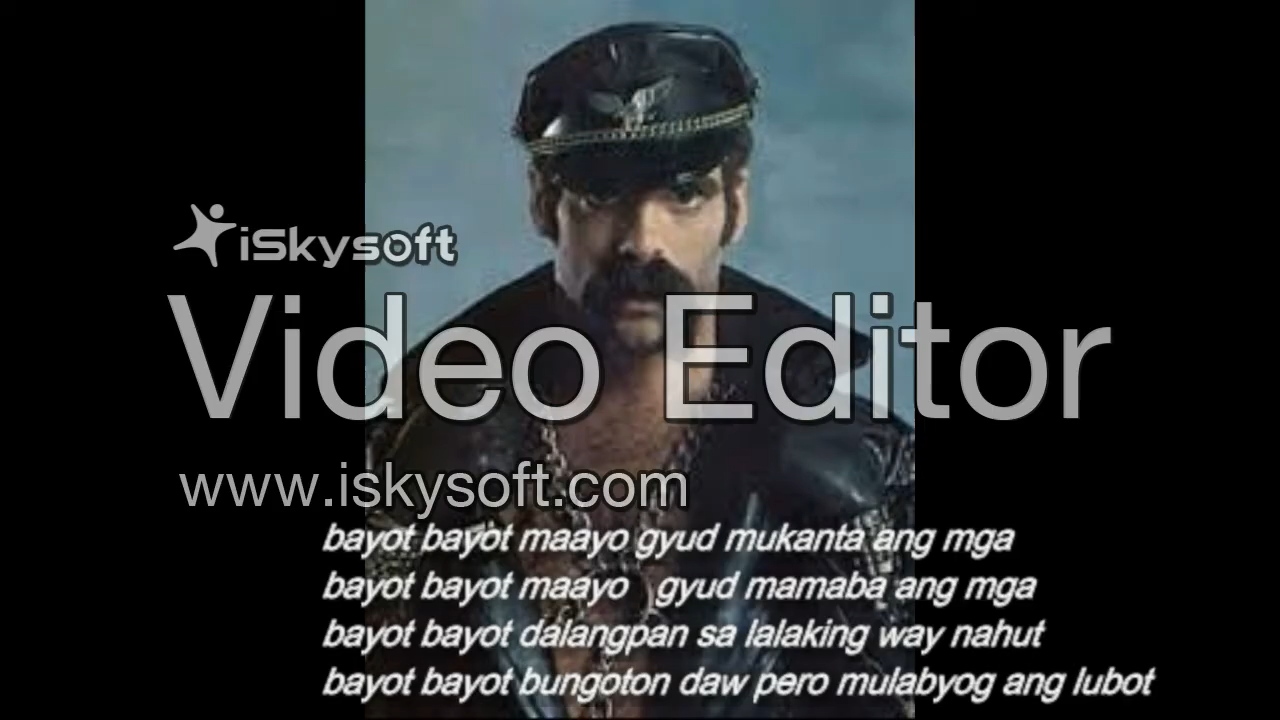 iSkysoft
Video Editor
www.iskysoft.com
bayot bayot maayo gyud mukanta ang mga
bayot bayot maayo gyud mamaba ang mga
bayot bayot dalangpan sa lalaking way nahut
bayot bayot bungoton daw pero mulabyog ang lubot